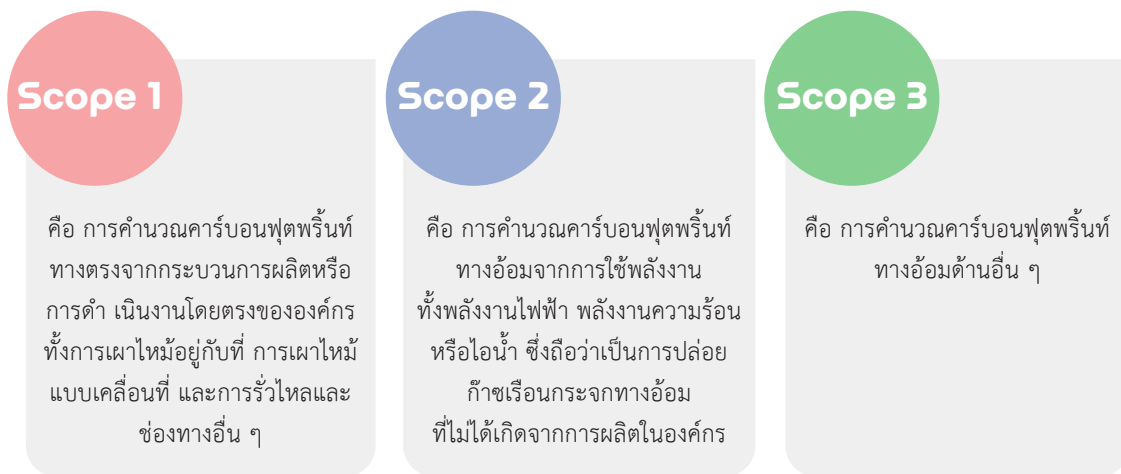 Scope 1
คือ การคำนวณคาร์บอนฟุตพริ้นท์
ทางตรงจากกระบวนการผลิตหรือ
การดำ เนินงานโดยตรงขององค์กร
ทั้งการเผาไหม้อยู่กับที่ การเผาไหม้
แบบเคลื่อนที่ และการรั่วไหลและ
ช่องทางอื่น ๆ
Scope 2
คือ การคำนวณคาร์บอนฟุตพริ้นท์
ทางอ้อมจากการใช้พลังงาน
ทั้งพลังงานไฟฟ้า พลังงานความร้อน
หรือไอน้ำ ซึ่งถือว่าเป็นการปล่อย
ก๊าซเรือนกระจกทางอ้อม
ที่ไม่ได้เกิดจากการผลิตในองค์กร
Scope 3
คือ การคำนวณคาร์บอนฟุตพริ้นท์
ทางอ้อมด้านอื่น ๆ